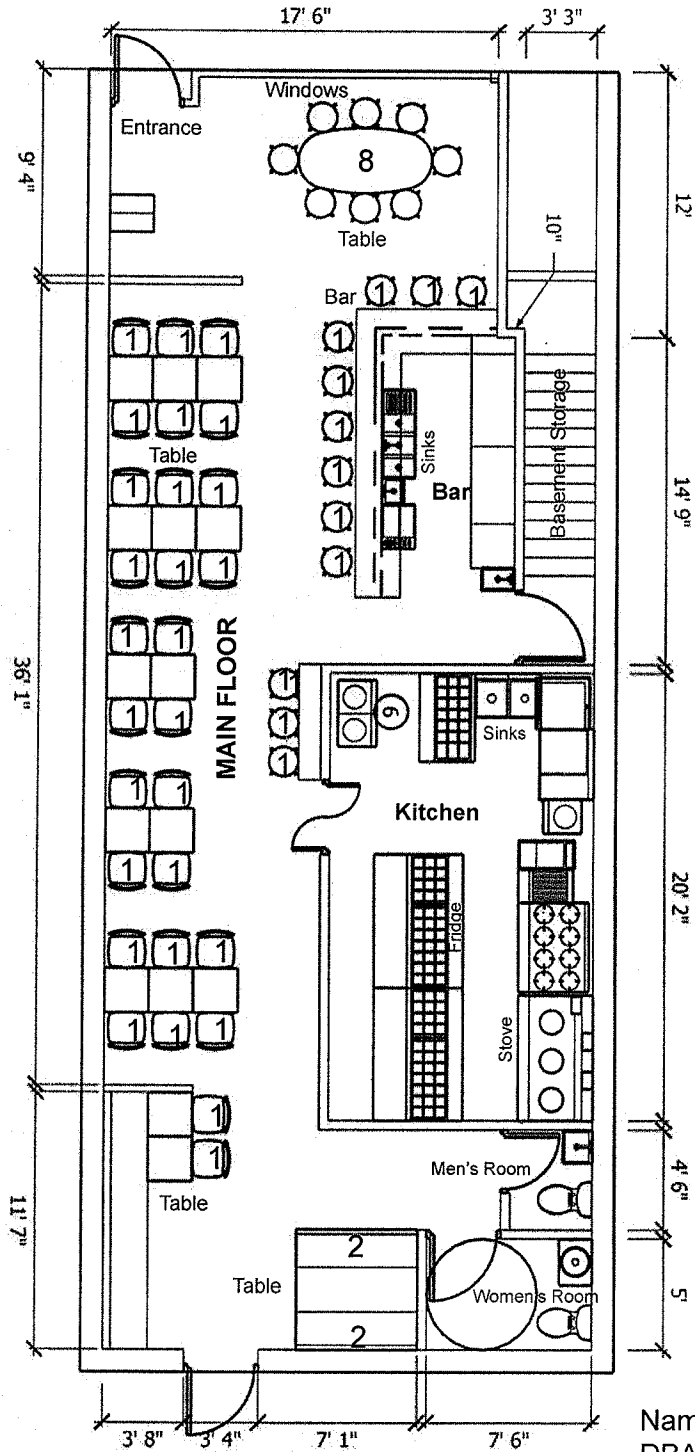 17' 6"
3' 3"
Windows
Entrance
8
9' 4"
12'
Table
10"
Bar
1 1 1
1
1 1 1
1
1
1 1 1
Table
Sinks
Basement Storage
1
Bar
14' 9"
1 1 1
1
1
1 1 1
MAIN FLOOR
1 1
36' 1"
1
1
1
6
Sinks
1 1
Kitchen
1 1
20' 2"
1 1
Fridge
1 1 1
Stove
1 1 1
1
1
Men's Room
4' 6"
Table
11' 7"
2
Table
Women's Room
5'
2
3' 8"
3' 4"
7' 1"
7' 6"
Nam
DBA